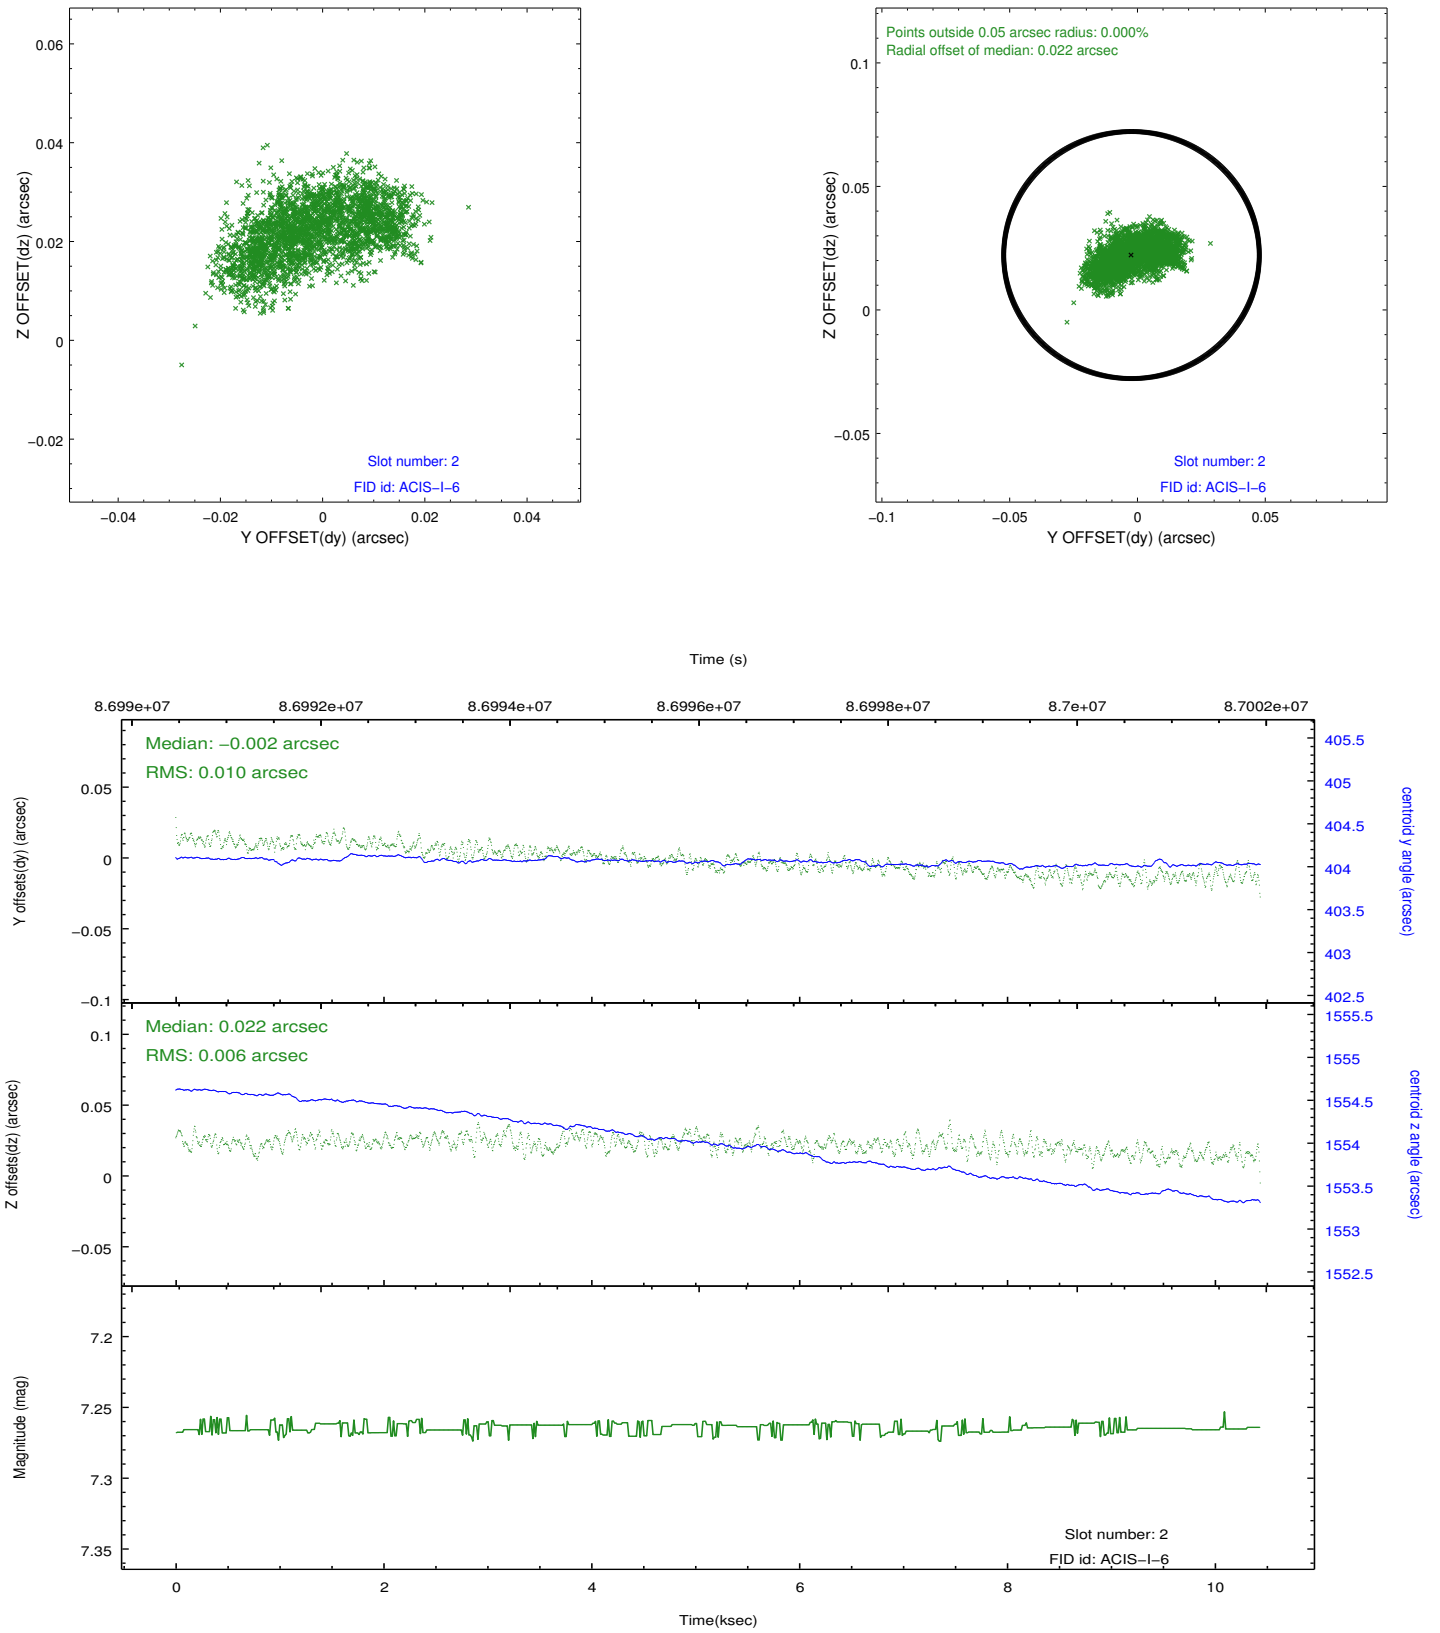 0.06
0.04
0.02
0
−0.02
Z OFFSET(dz) (arcsec)
Slot number: 2
FID id: ACIS−I−6
−0.04
−0.02
0
0.02
0.04
Y OFFSET(dy) (arcsec)
Points outside 0.05 arcsec radius: 0.000%
Radial offset of median: 0.022 arcsec
0.1
0.05
0
−0.05
Z OFFSET(dz) (arcsec)
Slot number: 2
FID id: ACIS−I−6
−0.1
−0.05
0
0.05
Y OFFSET(dy) (arcsec)
Time (s)
8.699e+07
8.6992e+07
8.6994e+07
8.6996e+07
8.6998e+07
8.7e+07
8.7002e+07
Median: −0.002 arcsec
RMS: 0.010 arcsec
0.05
0
−0.05
−0.1
Y offsets(dy) (arcsec)
405.5
405
404.5
404
403.5
403
402.5
centroid y angle (arcsec)
Median: 0.022 arcsec
RMS: 0.006 arcsec
0.1
0.05
0
−0.05
Z offsets(dz) (arcsec)
1555.5
1555
1554.5
1554
1553.5
1553
1552.5
centroid z angle (arcsec)
7.2
7.25
7.3
7.35
Magnitude (mag)
Slot number: 2
FID id: ACIS−I−6
0
2
4
6
8
10
Time(ksec)